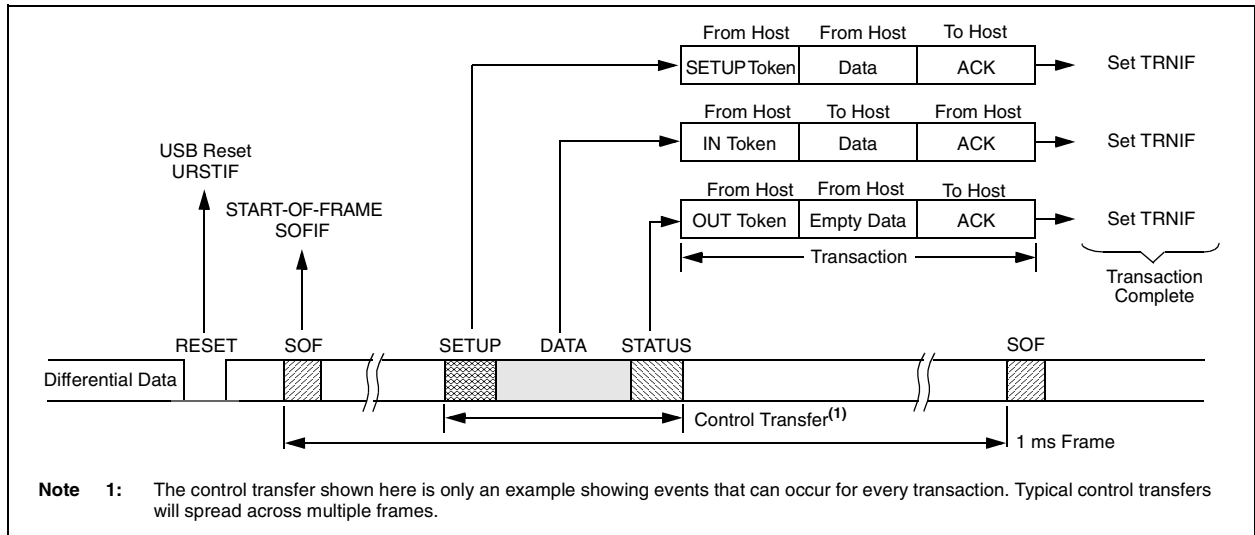 From Host From Host To Host
SETUP Token Data ACK Set TRNIF
From Host To Host From Host
IN Token Data ACK Set TRNIF
USB Reset
URSTIF
From Host From Host To Host
START-OF-FRAME
SOFIF
OUT Token Empty Data ACK Set TRNIF
Transaction
Transaction
Complete
RESET SOF SETUP DATA STATUS SOF
Differential Data
Control Transfer(1)
1 ms Frame
Note 1: The control transfer shown here is only an example showing events that can occur for every transaction. Typical control transfers
will spread across multiple frames.